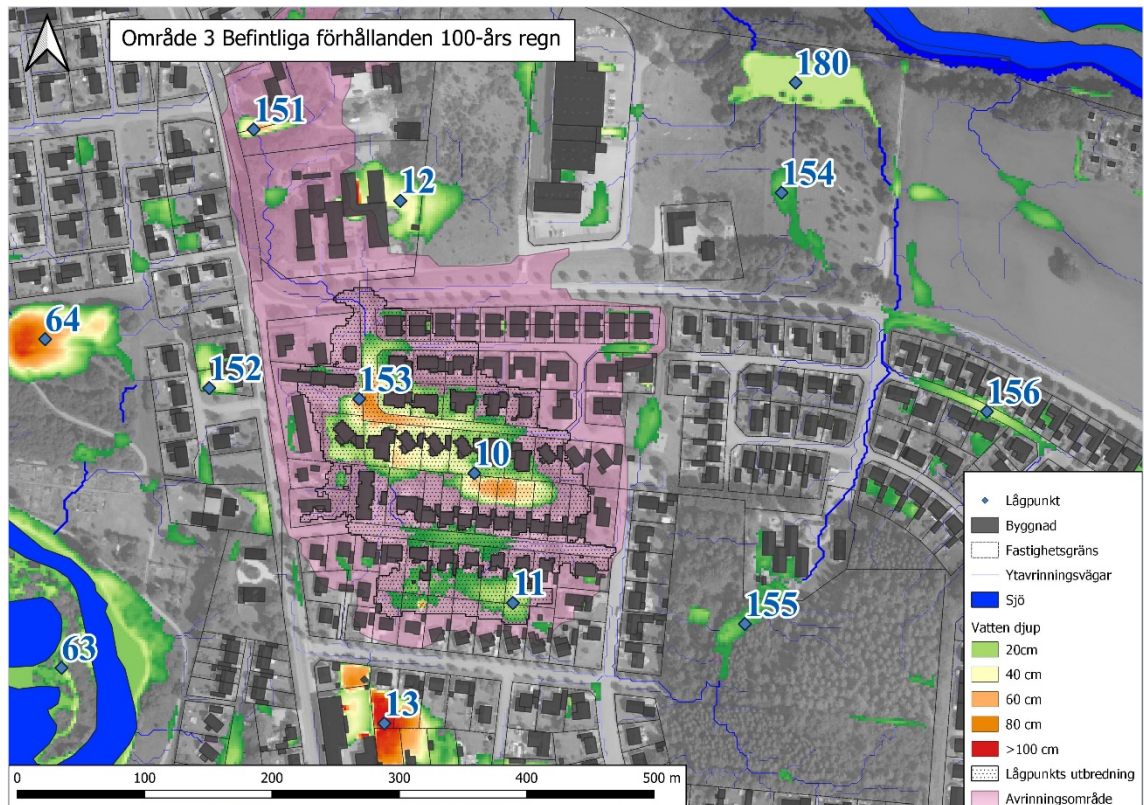 Område 3 Befintliga förhållanden 100-års regn
180
151
12
154
64
152
153
156
10
11
155
63
13
Lågpunkt
Byggnad
Fastighetsgräns
Ytavrinningsvägar
Sjö
Vatten djup
20cm
40 cm
60 cm
80 cm
>100 cm
Lågpunkts utbredning
Avrinningsområde
0 100 200 300 400 500 m